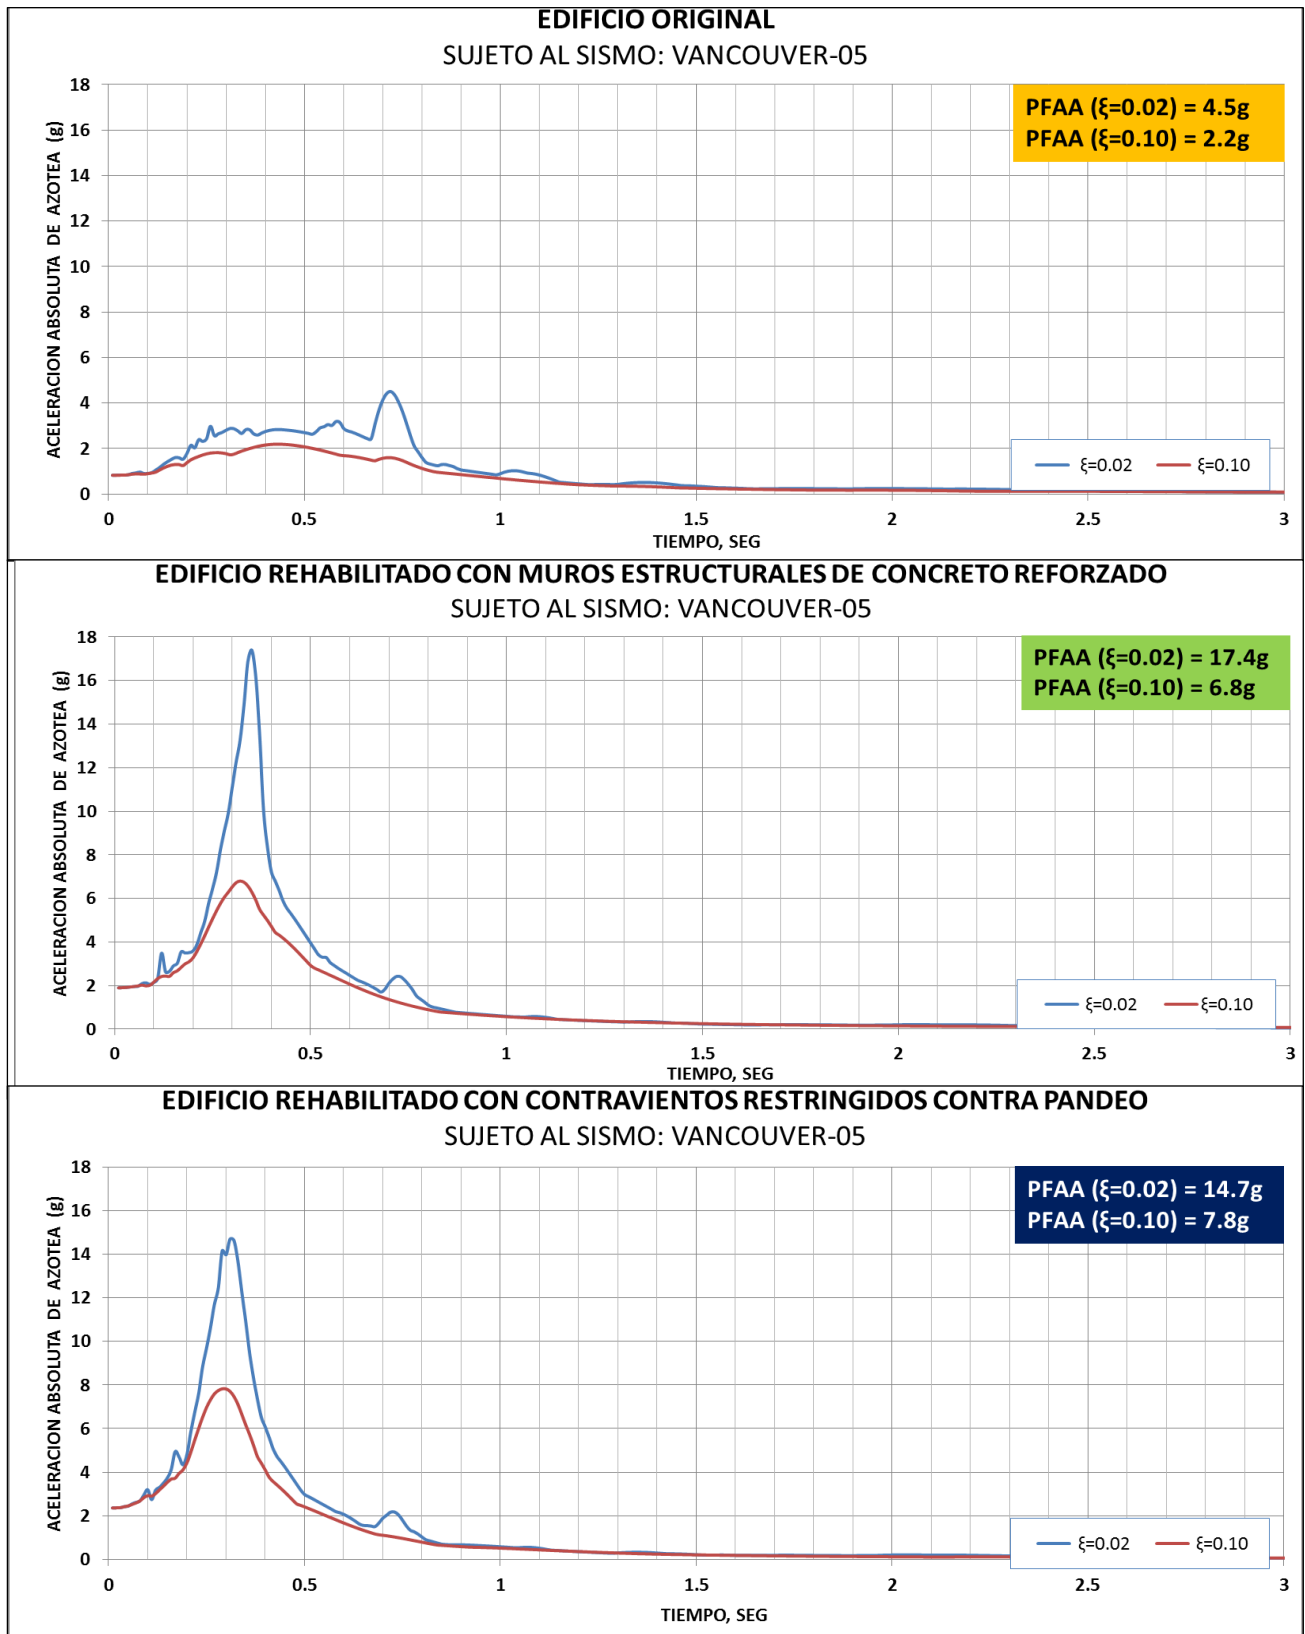 EDIFICIO ORIGINAL
SUJETO AL SISMO: VANCOUVER-05
PFAA (ξ=0.02) = 4.5g
PFAA (ξ=0.10) = 2.2g
ACELERACION ABSOLUTA DE AZOTEA (g)
18
16
14
12
10
8
6
4
2
0
ξ=0.02 ξ=0.10
0 0.5 1 1.5 2 2.5 3
TIEMPO, SEG
EDIFICIO REHABILITADO CON MUROS ESTRUCTURALES DE CONCRETO REFORZADO
SUJETO AL SISMO: VANCOUVER-05
PFAA (ξ=0.02) = 17.4g
PFAA (ξ=0.10) = 6.8g
ACELERACION ABSOLUTA DE AZOTEA (g)
18
16
14
12
10
8
6
4
2
0
ξ=0.02 ξ=0.10
0 0.5 1 1.5 2 2.5 3
TIEMPO, SEG
EDIFICIO REHABILITADO CON CONTRAVIENTOS RESTRINGIDOS CONTRA PANDEO
SUJETO AL SISMO: VANCOUVER-05
PFAA (ξ=0.02) = 14.7g
PFAA (ξ=0.10) = 7.8g
ACELERACION ABSOLUTA DE AZOTEA (g)
18
16
14
12
10
8
6
4
2
0
ξ=0.02 ξ=0.10
0 0.5 1 1.5 2 2.5 3
TIEMPO, SEG